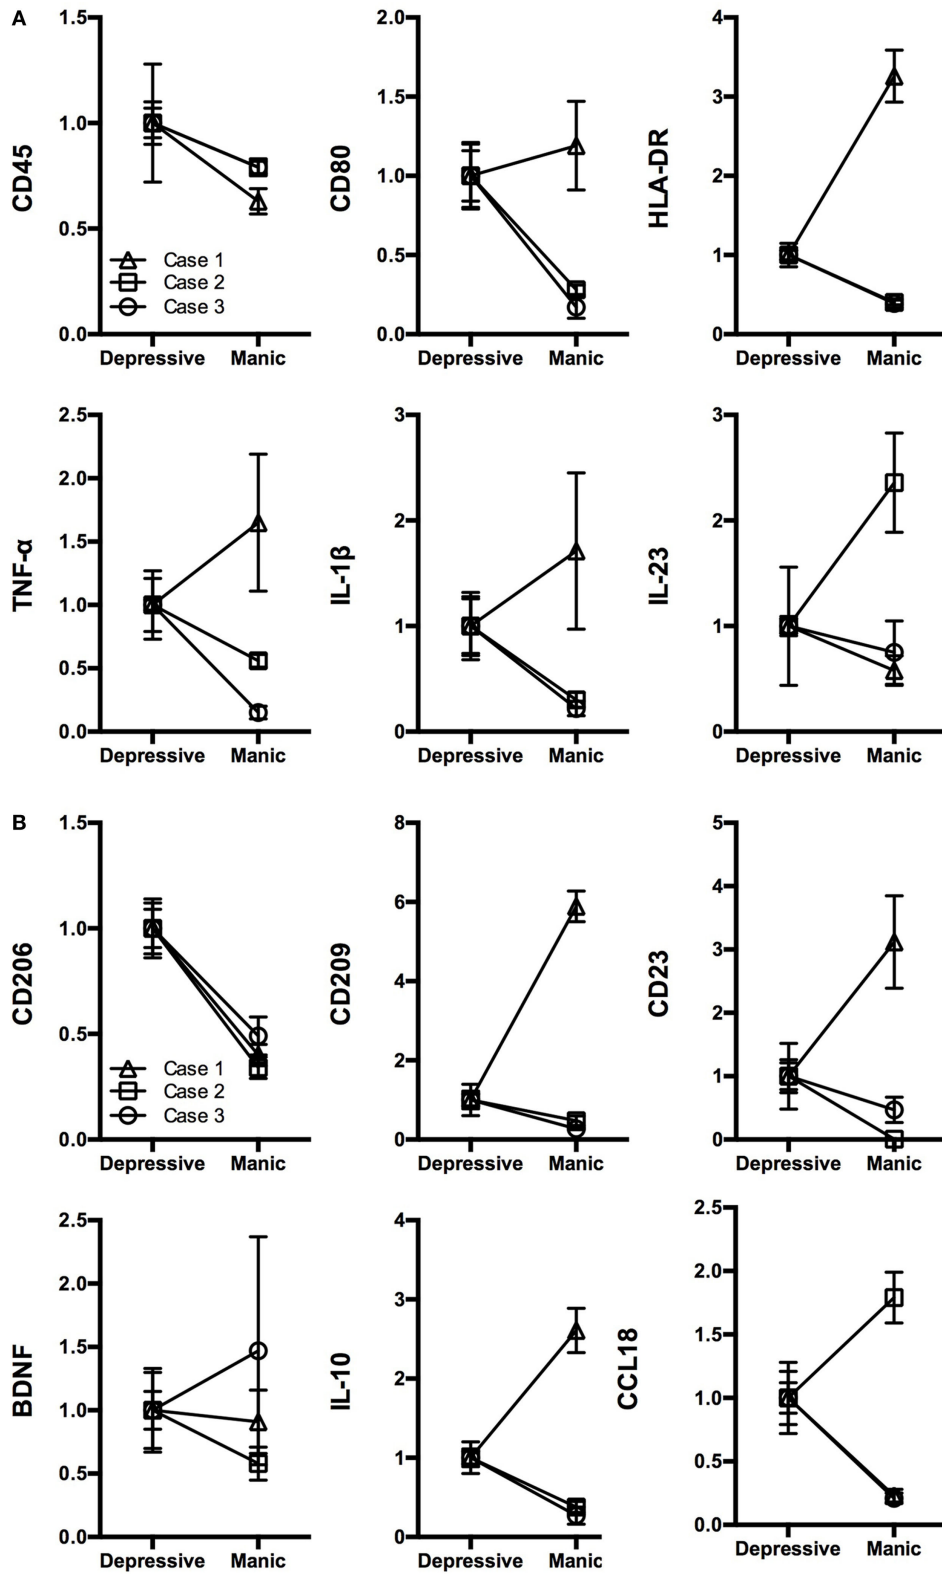 A
CD45
1.5
1.0
0.5
0.0
Case 1
Case 2
Case 3
Depressive Manic
CD80
2.0
1.5
1.0
0.5
0.0
Depressive Manic
HLA-DR
4
3
2
1
0
Depressive Manic
TNF-α
2.5
2.0
1.5
1.0
0.5
0.0
Depressive Manic
IL-1β
3
2
1
0
Depressive Manic
IL-23
3
2
1
0
Depressive Manic
B
CD206
1.5
1.0
0.5
0.0
Case 1
Case 2
Case 3
Depressive Manic
CD209
8
6
4
2
0
Depressive Manic
CD23
5
4
3
2
1
0
Depressive Manic
BDNF
2.5
2.0
1.5
1.0
0.5
0.0
Depressive Manic
IL-10
4
3
2
1
0
Depressive Manic
CCL18
2.5
2.0
1.5
1.0
0.5
0.0
Depressive Manic